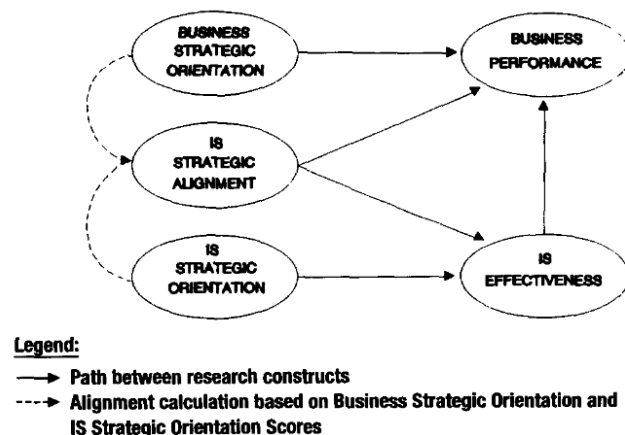 BUSINESS
STRATEGIC
ORIENTATION
BUSINESS
PERFORMANCE
IS
STRATEGIC
ALIGNMENT
IS
STRATEGIC
ORIENTATION
IS
EFFECTIVENESS
Legend:
Path between research constructs
Alignment calculation based on Business Strategic Orientation and
IS Strategic Orientation Scores